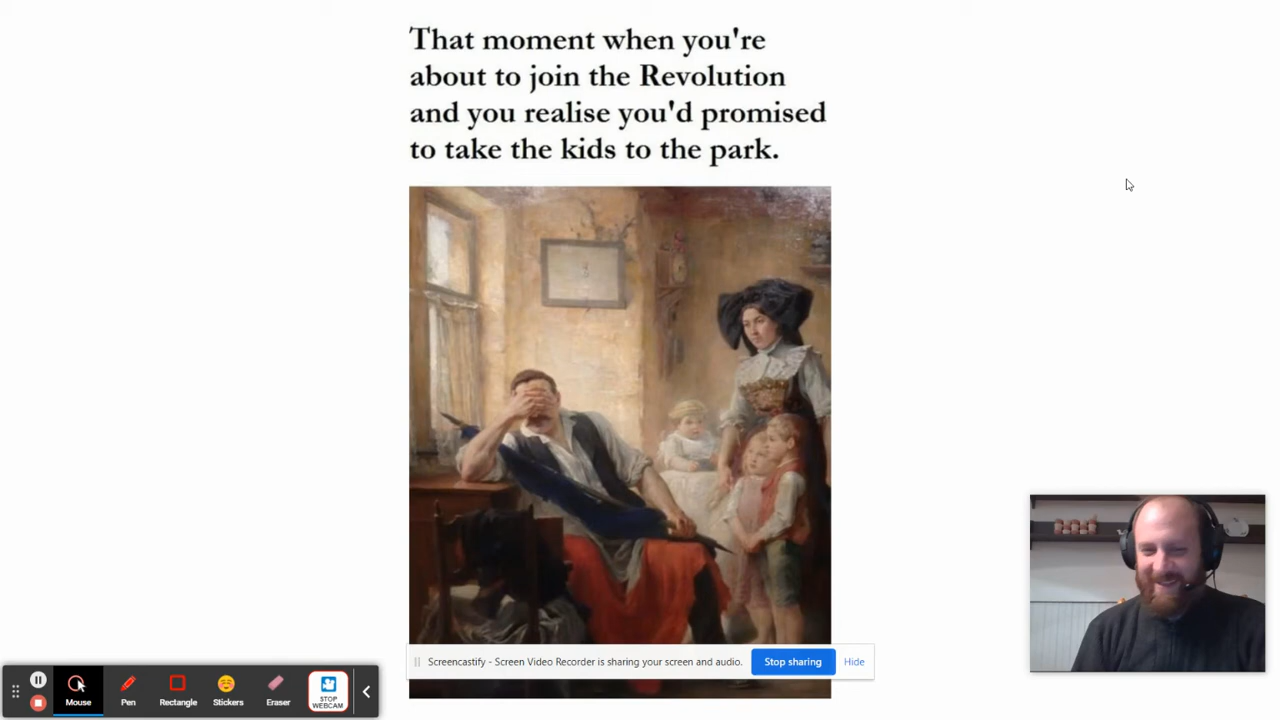 That moment when you're
about to join the Revolution
and you realise you'd promised
to take the kids to the park.
Screencastify - Screen Video Recorder is sharing your screen and audio.
Stop sharing
Hide
Mouse
Pen
Rectangle
Stickers
Eraser
STOP
WEBCAM